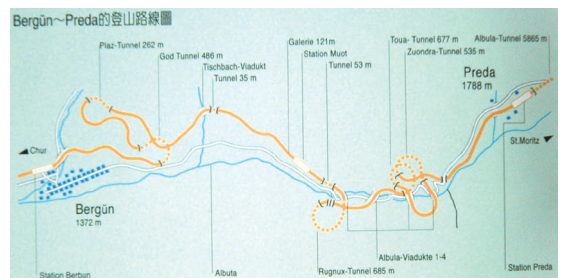 Bergün~Preda的登山路線圖
Plaz-Tunnel 262 m
God Tunnel 486 m
Tischbach-Viadukt
Tunnel 35 m
Galerie 121m
Station Muot
Tunnel 53 m
Toua- Tunnel 677 m
Zuondra-Tunnel 535 m
Albula-Tunnel 5865 m
Preda
1788 m
Chur
St.Moritz
Bergün
1372 m
Station Berbun
Albuta
Rugnux-Tunnel 685 m
Albula-Viadukte 1-4
Station Preda